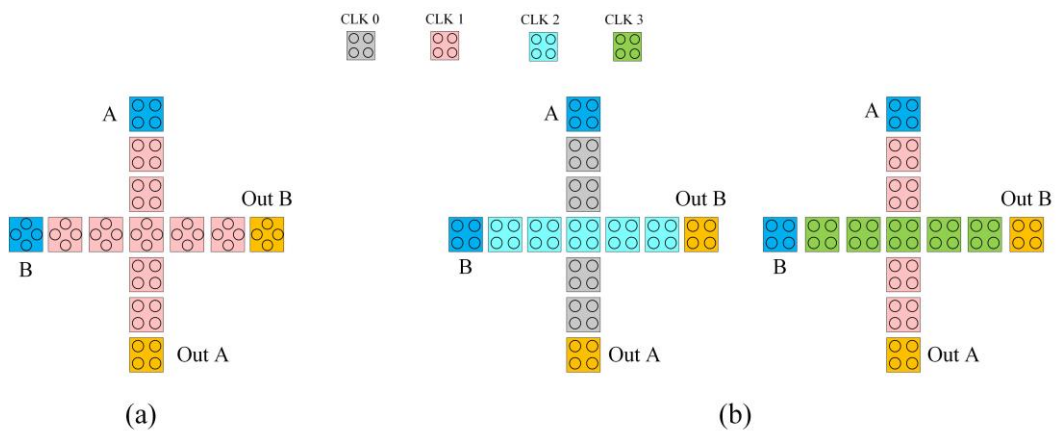 CLK 0 CLK 1 CLK 2 CLK 3
A A A
Out B Out B Out B
B B B
Out A Out A Out A
(a) (b)